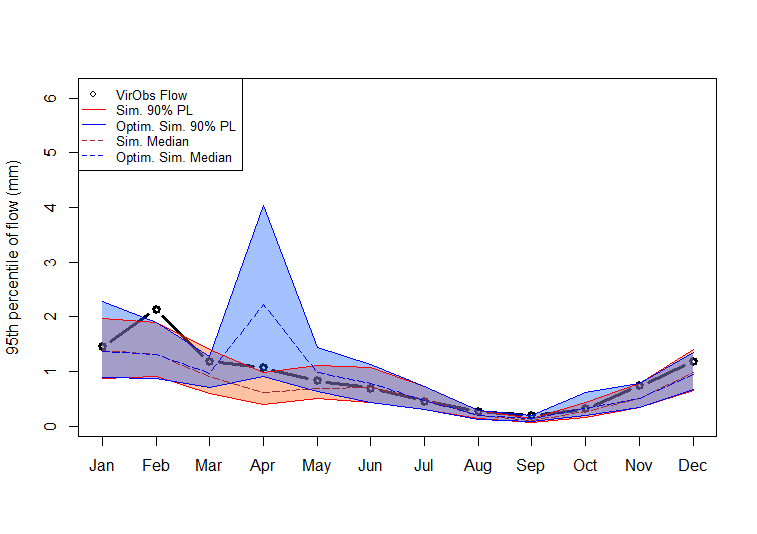 VirObs Flow
Sim. 90% PL
Optim. Sim. 90% PL
Sim. Median
Optim. Sim. Median
95th percentile of flow (mm)
6
5
4
3
2
1
0
Jan Feb Mar Apr May Jun Jul Aug Sep Oct Nov Dec